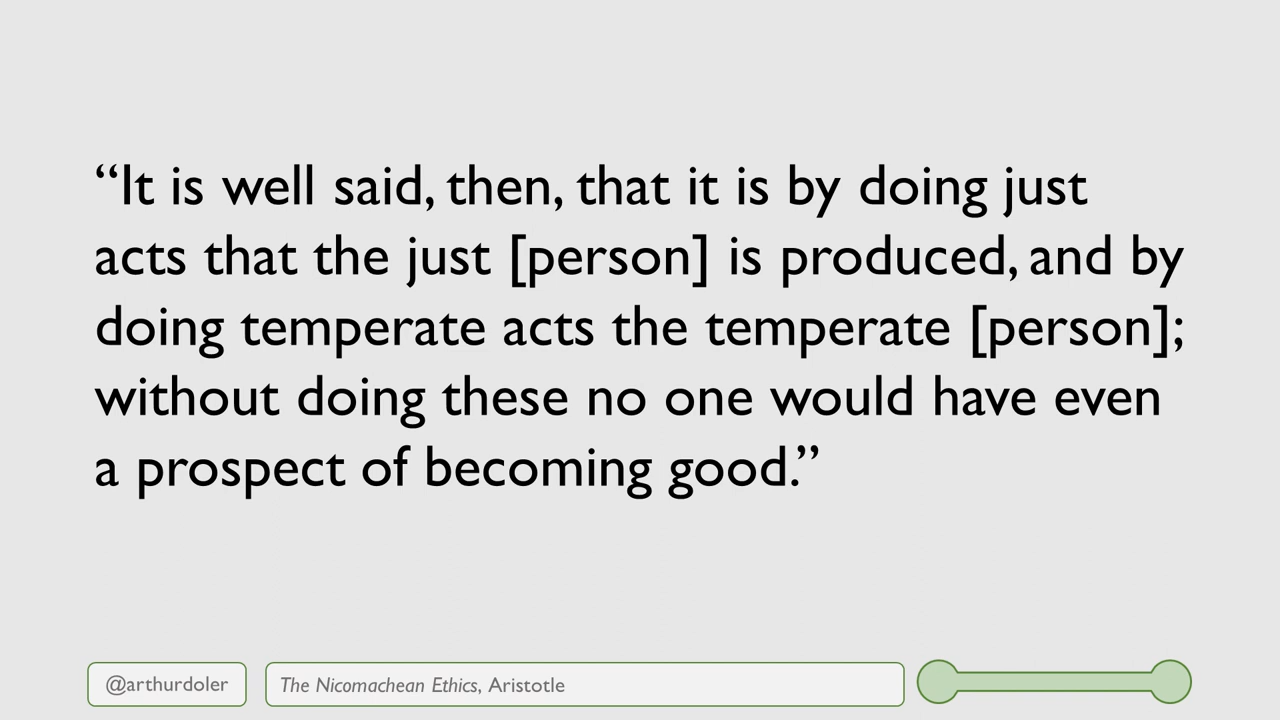 “It is well said, then, that it is by doing just
acts that the just [person] is produced, and by
doing temperate acts the temperate [person];
without doing these no one would have even
a prospect of becoming good.”
@arthurdoler
The Nicomachean Ethics, Aristotle